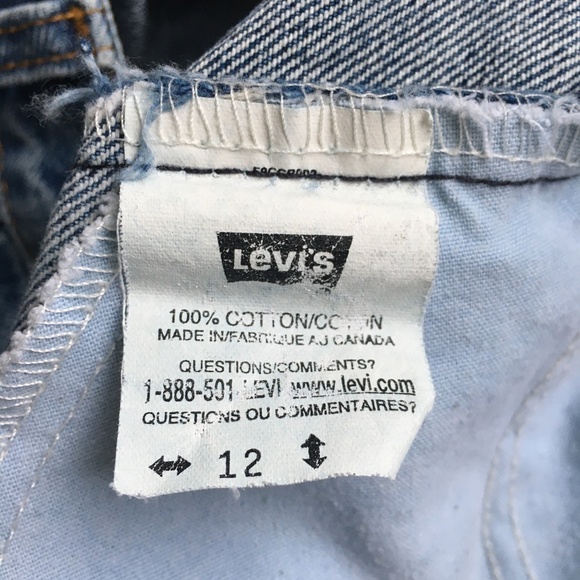 Levi's
100% COTTON/COTTON
MADE IN/FABRIQUE AU CANADA
QUESTIONS/COMMENTS?
1-888-501-LEVI www.levi.com
QUESTIONS OU COMMENTAIRES?
↔ 12 ↕